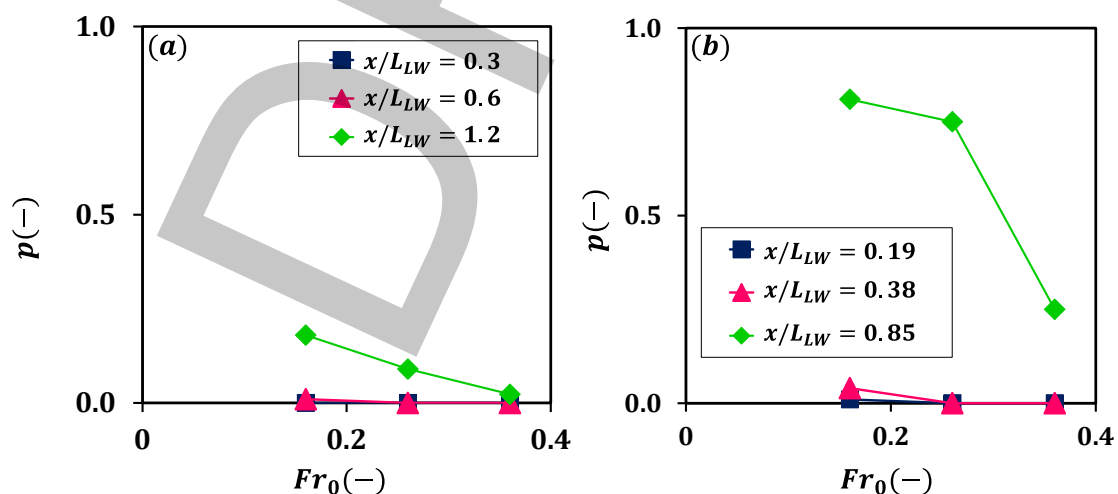 (a)
1.0
0.5
0.0
0
0.2
0.4
p(−)
Fr₀(−)
x/L_LW = 0.3
x/L_LW = 0.6
x/L_LW = 1.2
(b)
1.0
0.5
0.0
0
0.2
0.4
p(−)
Fr₀(−)
x/L_LW = 0.19
x/L_LW = 0.38
x/L_LW = 0.85